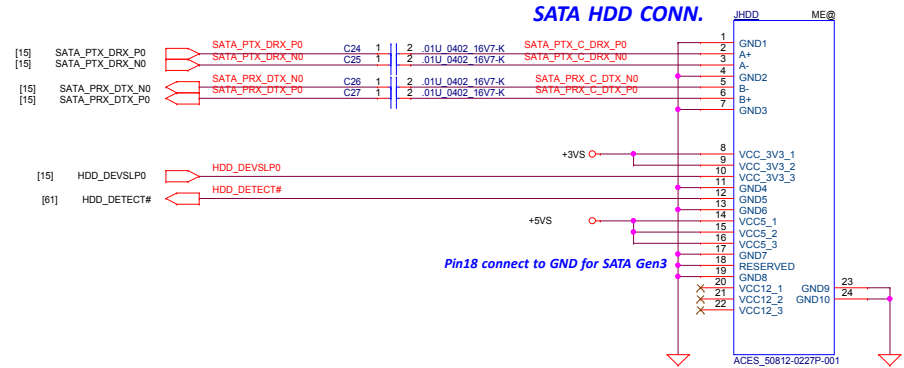 SATA HDD CONN.
JHDD ME@
[15] SATA_PTX_DRX_P0 SATA_PTX_DRX_P0 C24 1 2 .01U_0402_16V7-K SATA_PTX_C_DRX_P0
[15] SATA_PTX_DRX_N0 SATA_PTX_DRX_N0 C25 1 2 .01U_0402_16V7-K SATA_PTX_C_DRX_N0
[15] SATA_PRX_DTX_N0 SATA_PRX_DTX_N0 C26 1 2 .01U_0402_16V7-K SATA_PRX_C_DTX_N0
[15] SATA_PRX_DTX_P0 SATA_PRX_DTX_P0 C27 1 2 .01U_0402_16V7-K SATA_PRX_C_DTX_P0
1 GND1
2 A+
3 A-
4 GND2
5 B-
6 B+
7 GND3
+3VS
8 VCC_3V3_1
9 VCC_3V3_2
[15] HDD_DEVSLP0 HDD_DEVSLP0 10 VCC_3V3_3
11 GND4
[61] HDD_DETECT# HDD_DETECT# 12 GND5
13 GND6
+5VS 14 VCC5_1
15 VCC5_2
16 VCC5_3
17 GND7
Pin18 connect to GND for SATA Gen3 18 RESERVED
19 GND8
20 VCC12_1 GND9 23
21 VCC12_2 GND10 24
22 VCC12_3
ACES_50812-0227P-001